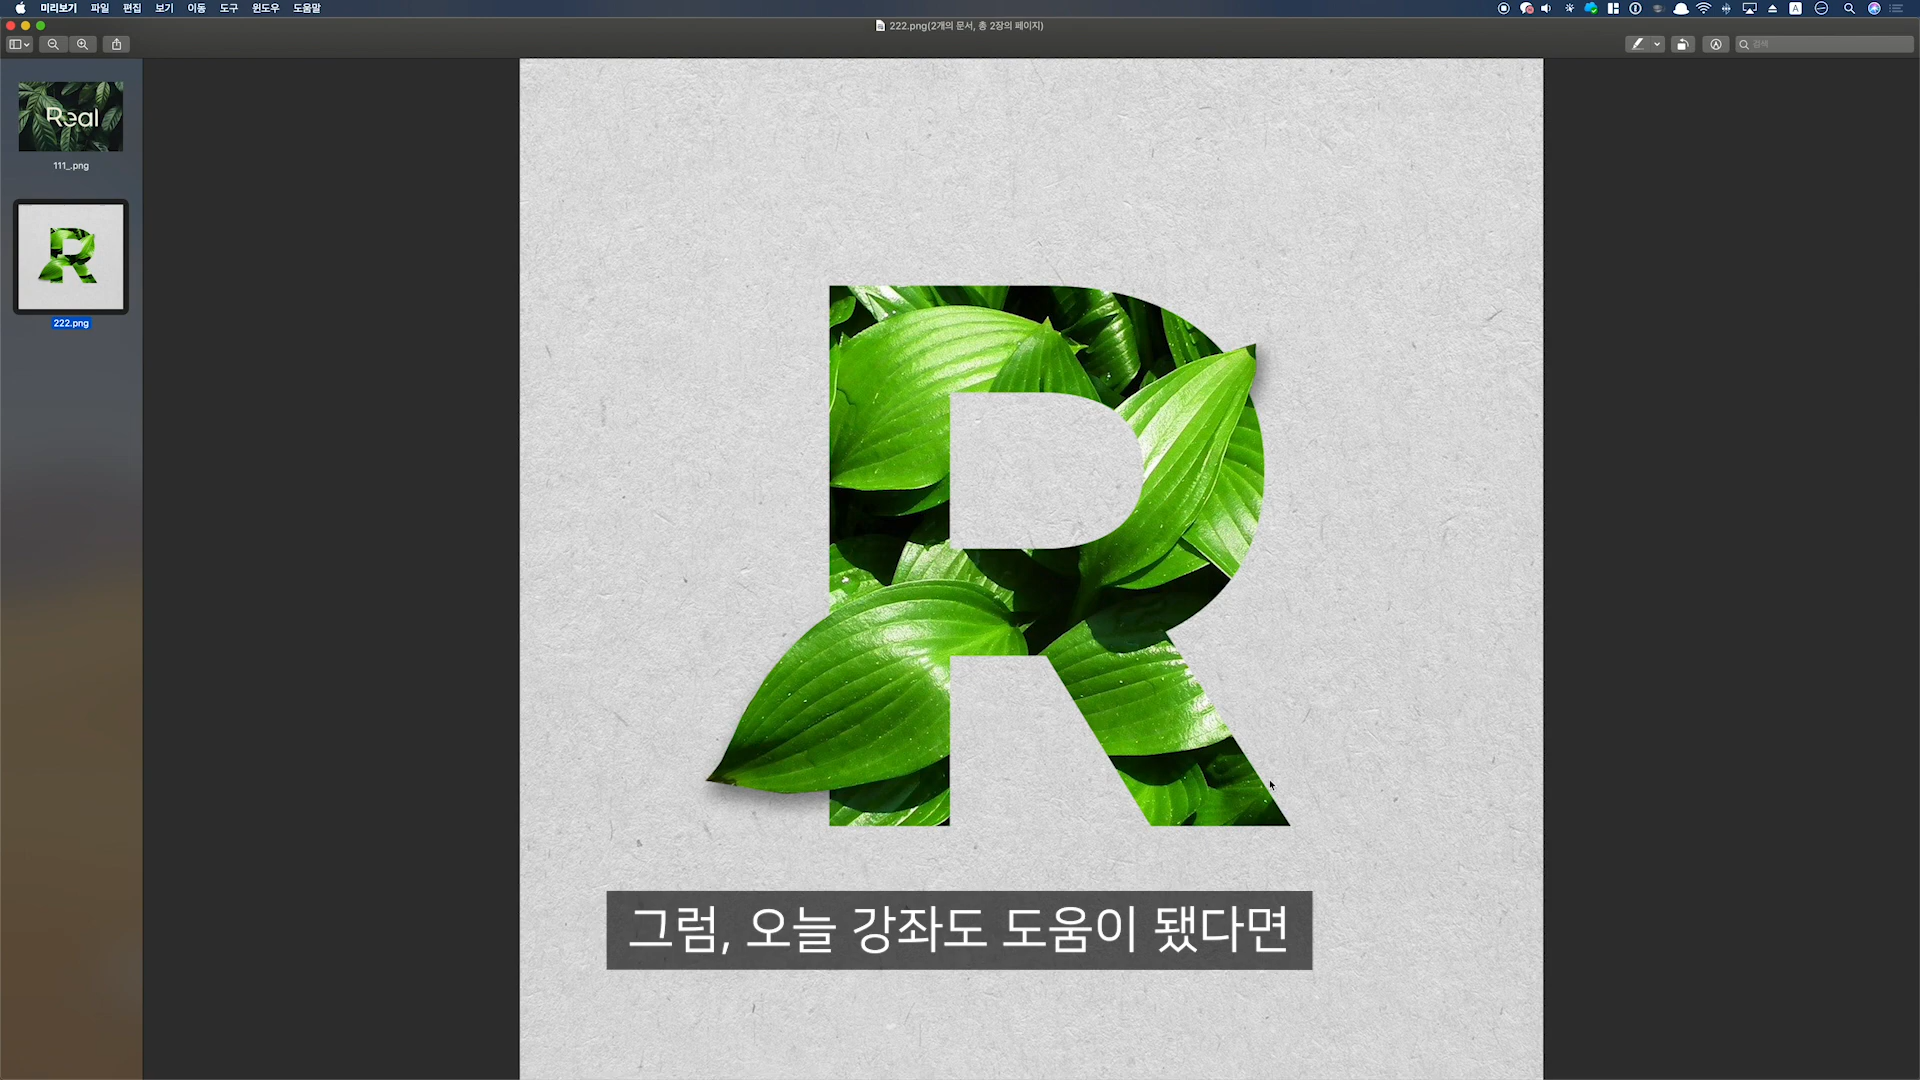 미리보기 파일 편집 보기 이동 도구 윈도우 도움말
222.png(2개의 문서, 총 2장의 페이지)
검색
Real
111_.png
R
222.png
R
그럼, 오늘 강좌도 도움이 됐다면